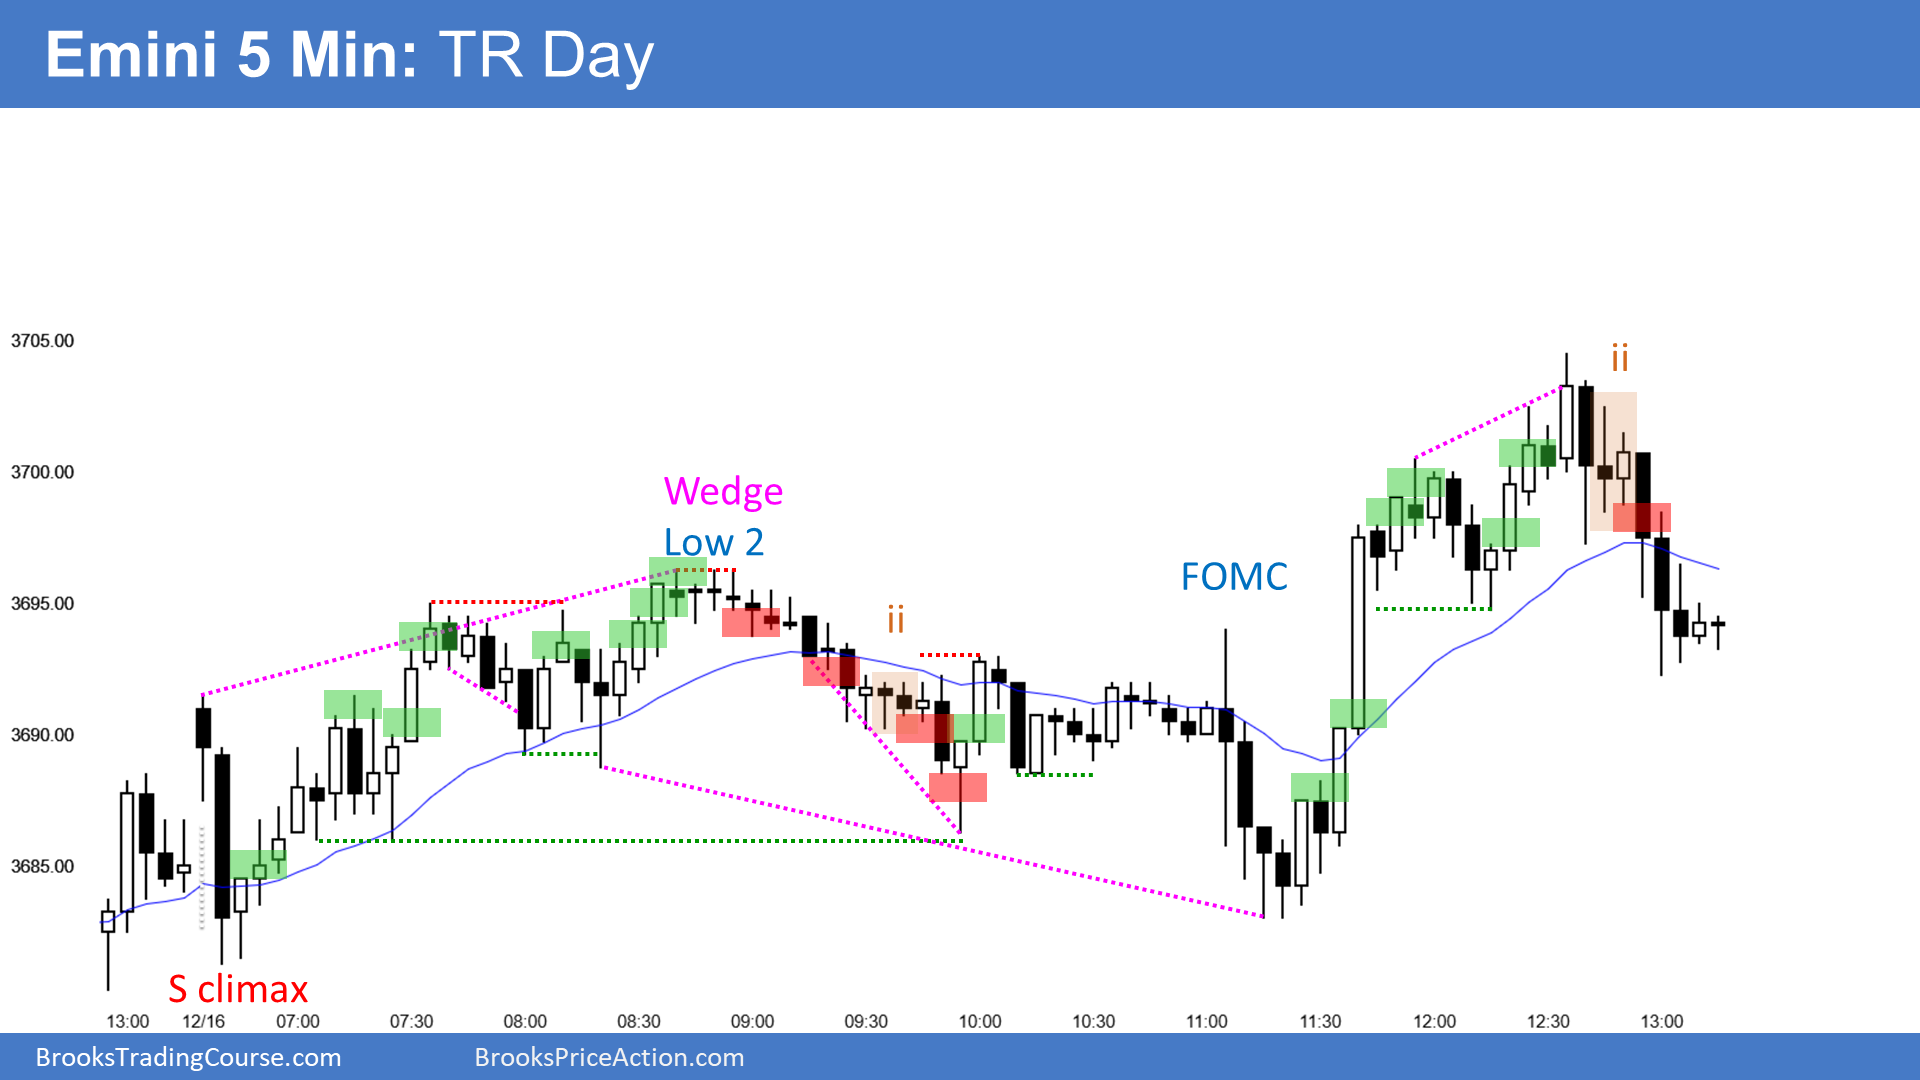 Emini 5 Min: TR Day
3705.00
ii
3700.00
Wedge
Low 2
FOMC
3695.00
ii
3690.00
3685.00
S climax
13:00 12/16 07:00 07:30 08:00 08:30 09:00 09:30 10:00 10:30 11:00 11:30 12:00 12:30 13:00
BrooksTradingCourse.com BrooksPriceAction.com